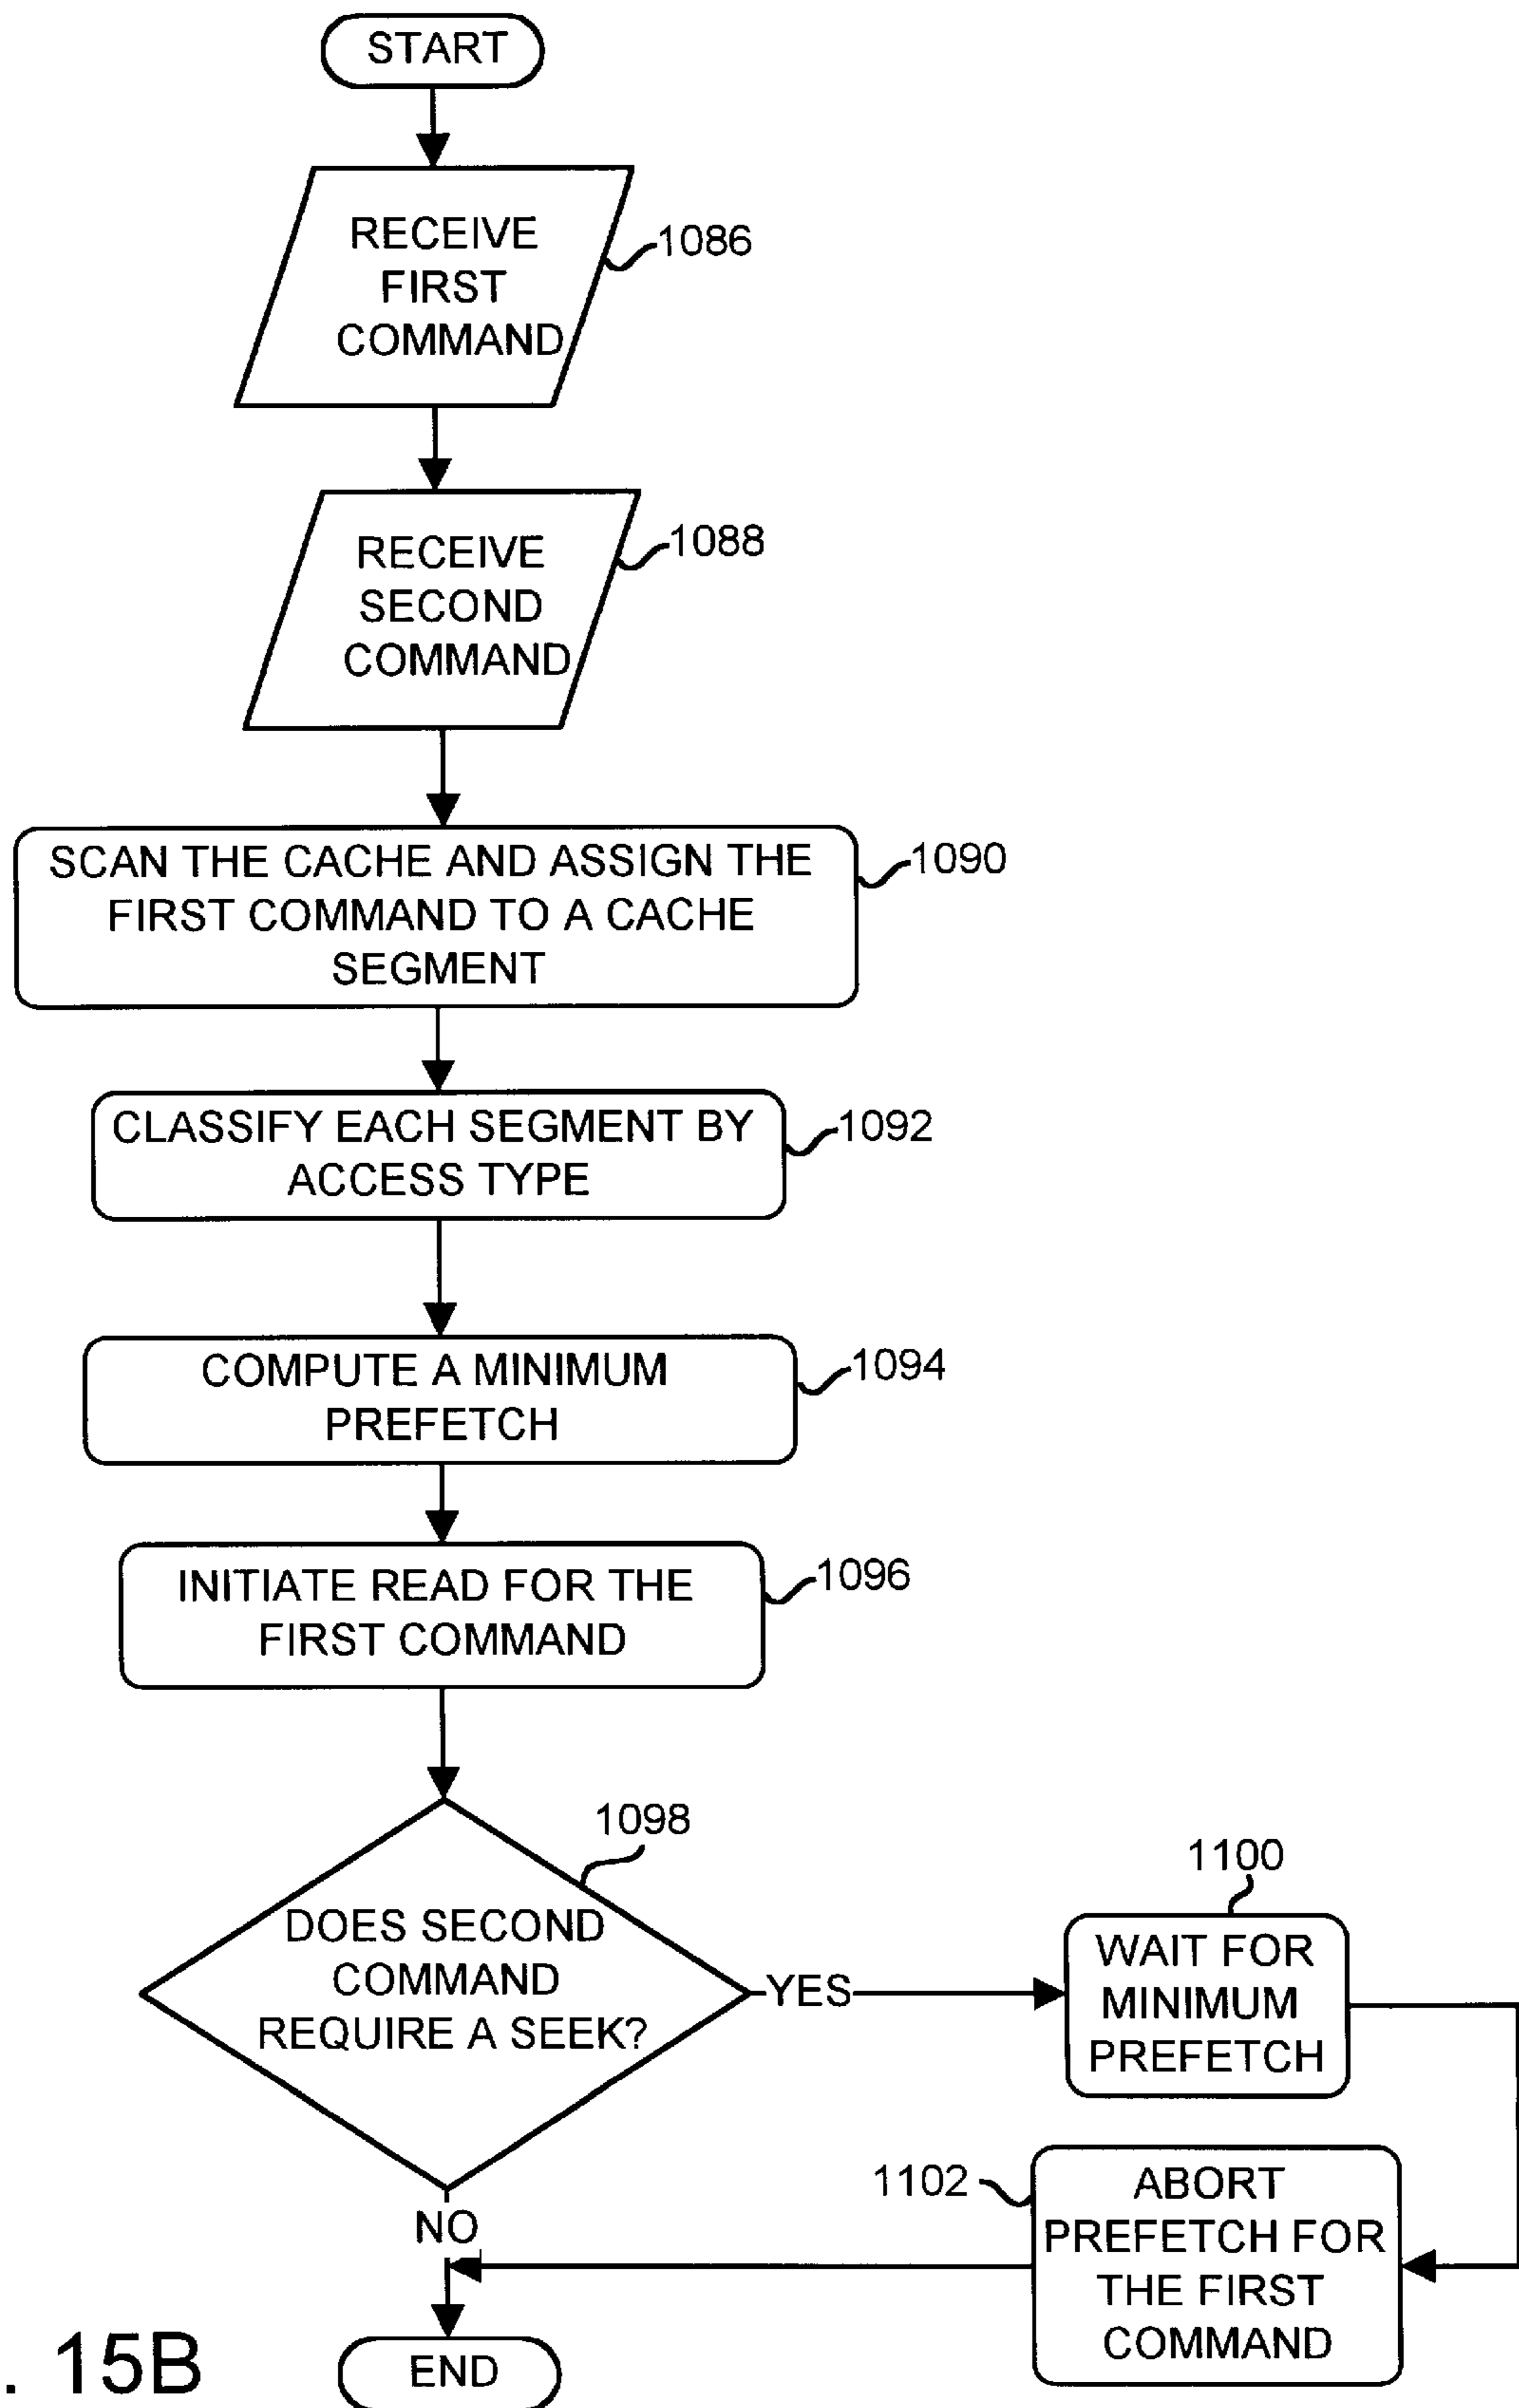 START
RECEIVE
FIRST
COMMAND
1086
RECEIVE
SECOND
COMMAND
1088
SCAN THE CACHE AND ASSIGN THE
FIRST COMMAND TO A CACHE
SEGMENT
1090
CLASSIFY EACH SEGMENT BY
ACCESS TYPE
1092
COMPUTE A MINIMUM
PREFETCH
1094
INITIATE READ FOR THE
FIRST COMMAND
1096
1098
DOES SECOND
COMMAND
REQUIRE A SEEK?
YES
1100
WAIT FOR
MINIMUM
PREFETCH
NO
1102
ABORT
PREFETCH FOR
THE FIRST
COMMAND
END
. 15B